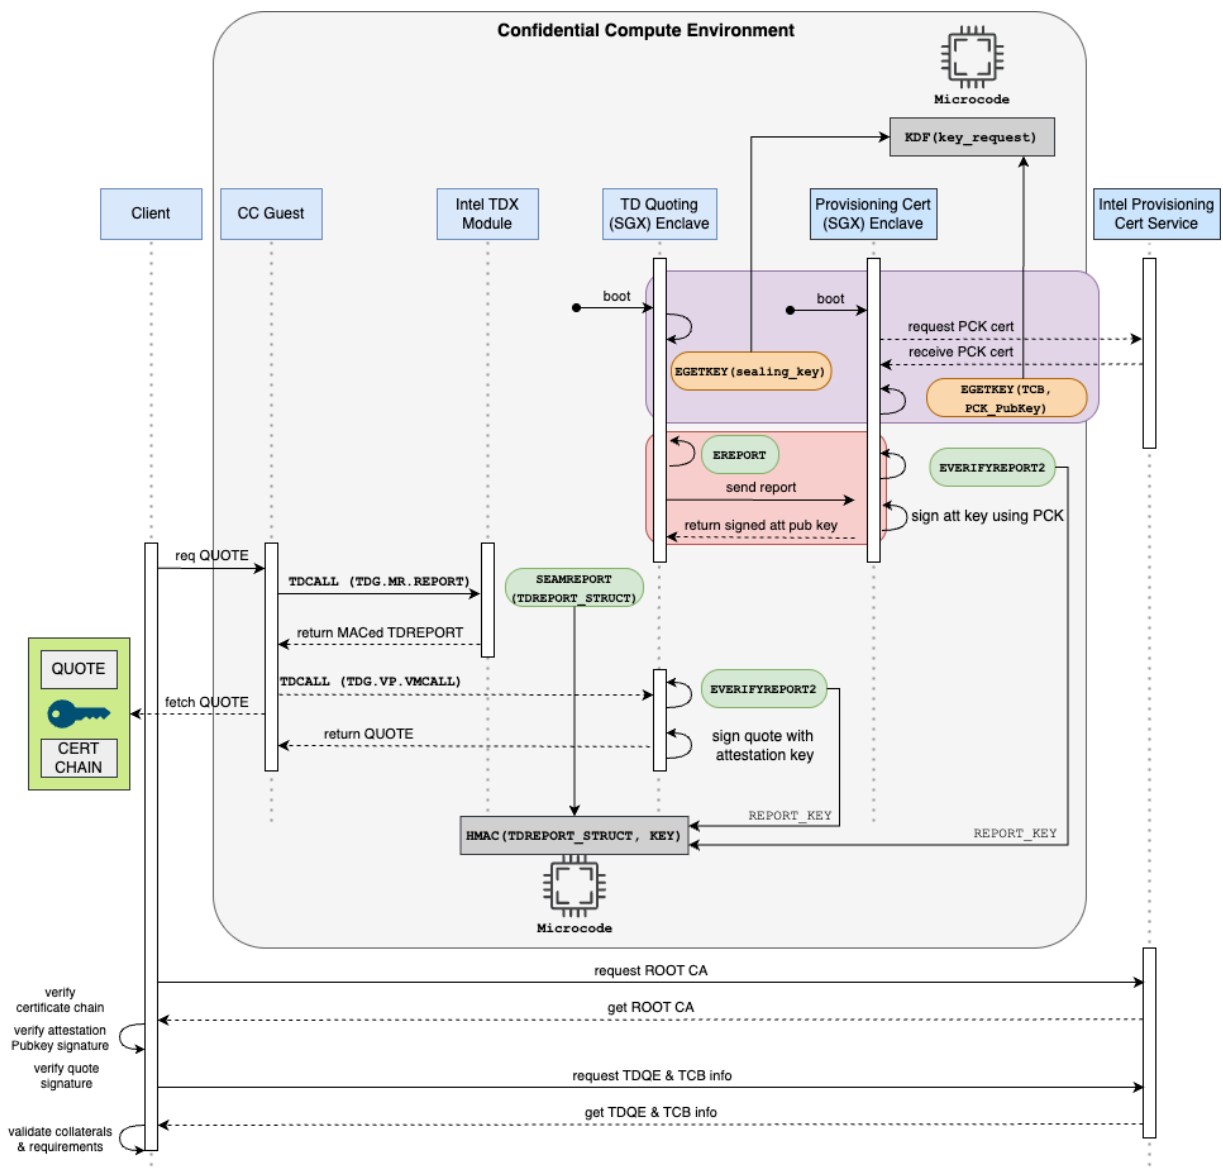 Confidential Compute Environment
Microcode
KDF(key_request)
Client
CC Guest
Intel TDX
Module
TD Quoting
(SGX) Enclave
Provisioning Cert
(SGX) Enclave
Intel Provisioning
Cert Service
boot
boot
request PCK cert
receive PCK cert
EGETKEY(sealing_key)
EGETKEY(TCB,
PCK_PubKey)
EREPORT
EVERIFYREPORT2
send report
sign att key using PCK
return signed att pub key
req QUOTE
TDCALL (TDG.MR.REPORT)
SEAMREPORT
(TDREPORT_STRUCT)
return MACed TDREPORT
QUOTE
TDCALL (TDG.VP.VMCALL)
EVERIFYREPORT2
fetch QUOTE
return QUOTE
sign quote with
attestation key
CERT
CHAIN
REPORT_KEY
REPORT_KEY
HMAC(TDREPORT_STRUCT, KEY)
Microcode
request ROOT CA
verify
certificate chain
get ROOT CA
verify attestation
Pubkey signature
verify quote
signature
request TDQE & TCB info
get TDQE & TCB info
validate collaterals
& requirements